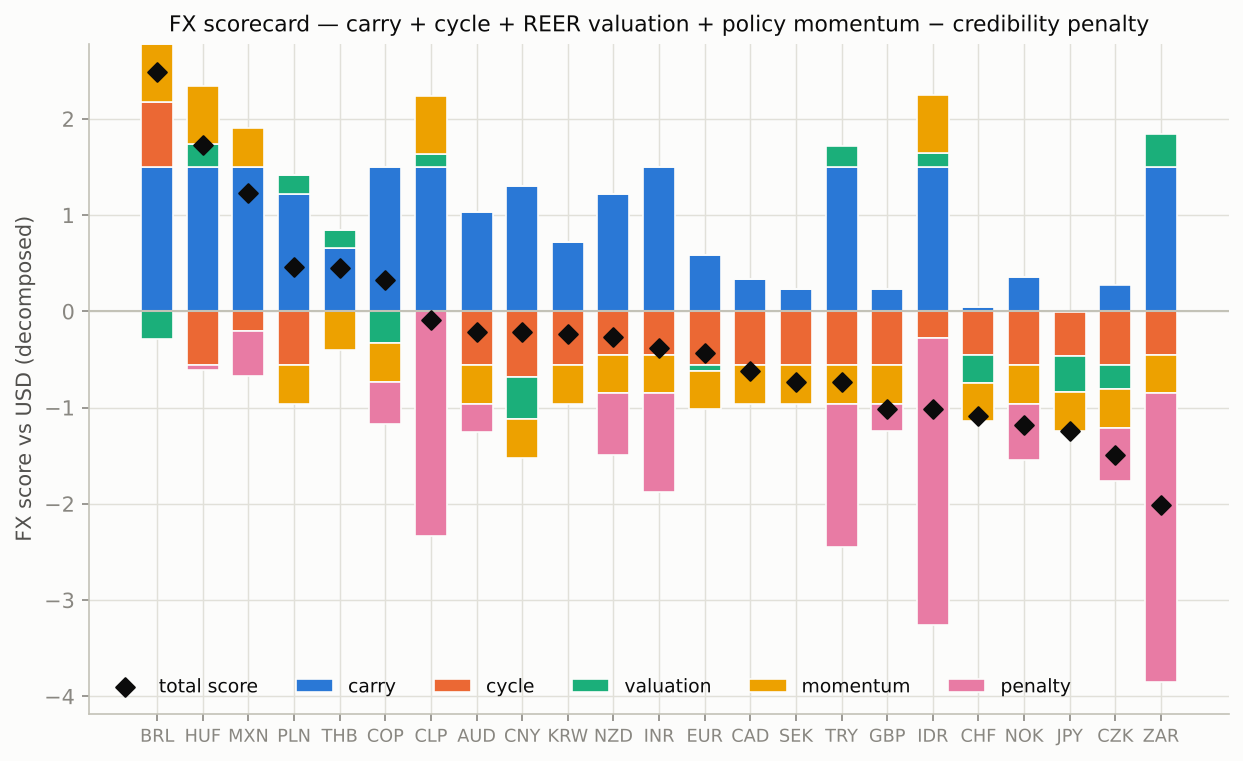 FX scorecard — carry + cycle + REER valuation + policy momentum − credibility penalty
FX score vs USD (decomposed)
2
1
0
−1
−2
−3
−4
total score carry cycle valuation momentum penalty
BRL HUF MXN PLN THB COP CLP AUD CNY KRW NZD INR EUR CAD SEK TRY GBP IDR CHF NOK JPY CZK ZAR